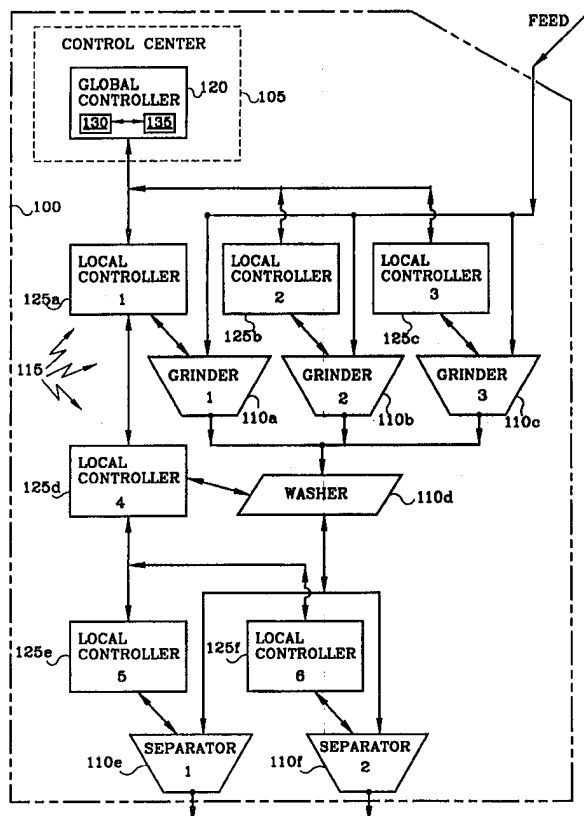 FEED
CONTROL CENTER
GLOBAL
CONTROLLER
130
135
120
105
100
LOCAL
CONTROLLER
1
125a
LOCAL
CONTROLLER
2
125b
LOCAL
CONTROLLER
3
125c
115
GRINDER
1
110a
GRINDER
2
110b
GRINDER
3
110c
LOCAL
CONTROLLER
4
125d
WASHER
110d
LOCAL
CONTROLLER
5
125e
LOCAL
CONTROLLER
6
125f
SEPARATOR
1
110e
SEPARATOR
2
110f